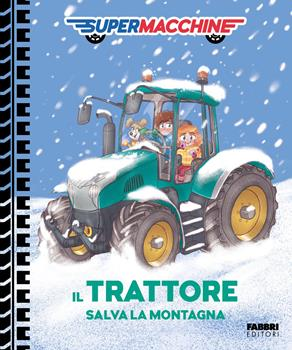 SUPERMACCHINE
IL TRATTORE
SALVA LA MONTAGNA
FABBRI
EDITORI